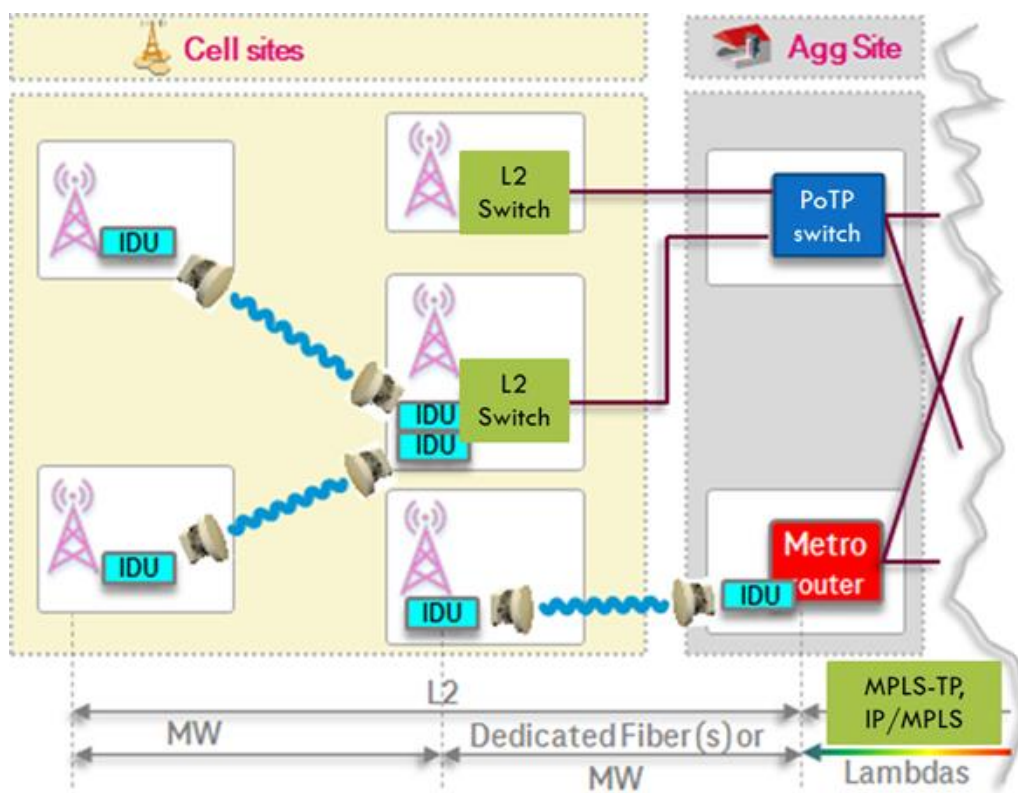 Cell sites
Agg Site
L2
Switch
PoTP
switch
IDU
L2
Switch
IDU
IDU
IDU
Metro
router
IDU
IDU
L2
MPLS-TP,
IP/MPLS
MW
Dedicated Fiber(s) or
MW
Lambdas